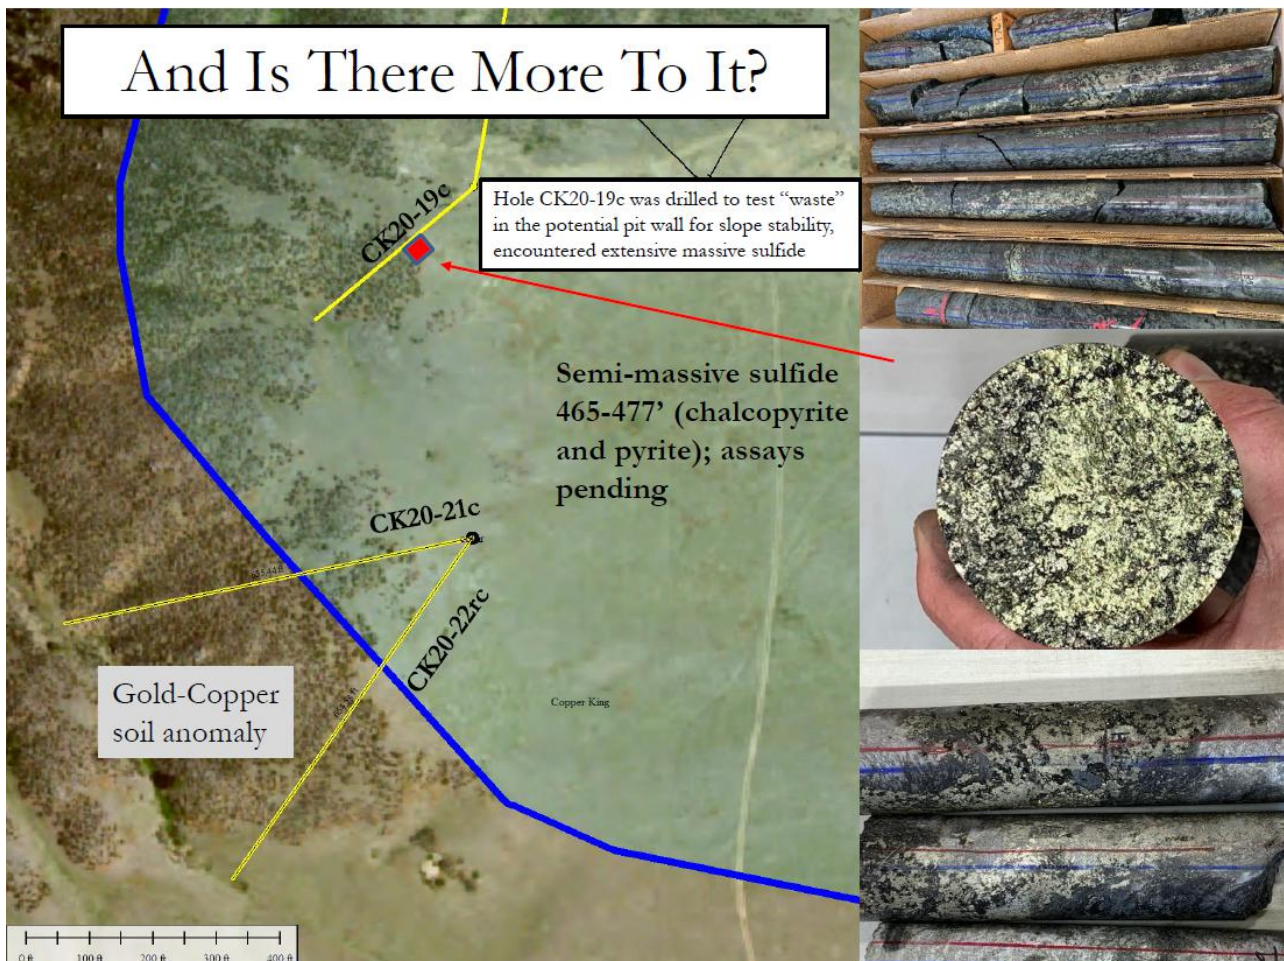 And Is There More To It?
CK20-19c
Hole CK20-19c was drilled to test “waste”
in the potential pit wall for slope stability,
encountered extensive massive sulfide
Semi-massive sulfide
465-477’ (chalcopyrite
and pyrite); assays
pending
CK20-21c
CK20-22rc
Gold-Copper
soil anomaly
Copper King
0 ft 100 ft 200 ft 300 ft 400 ft